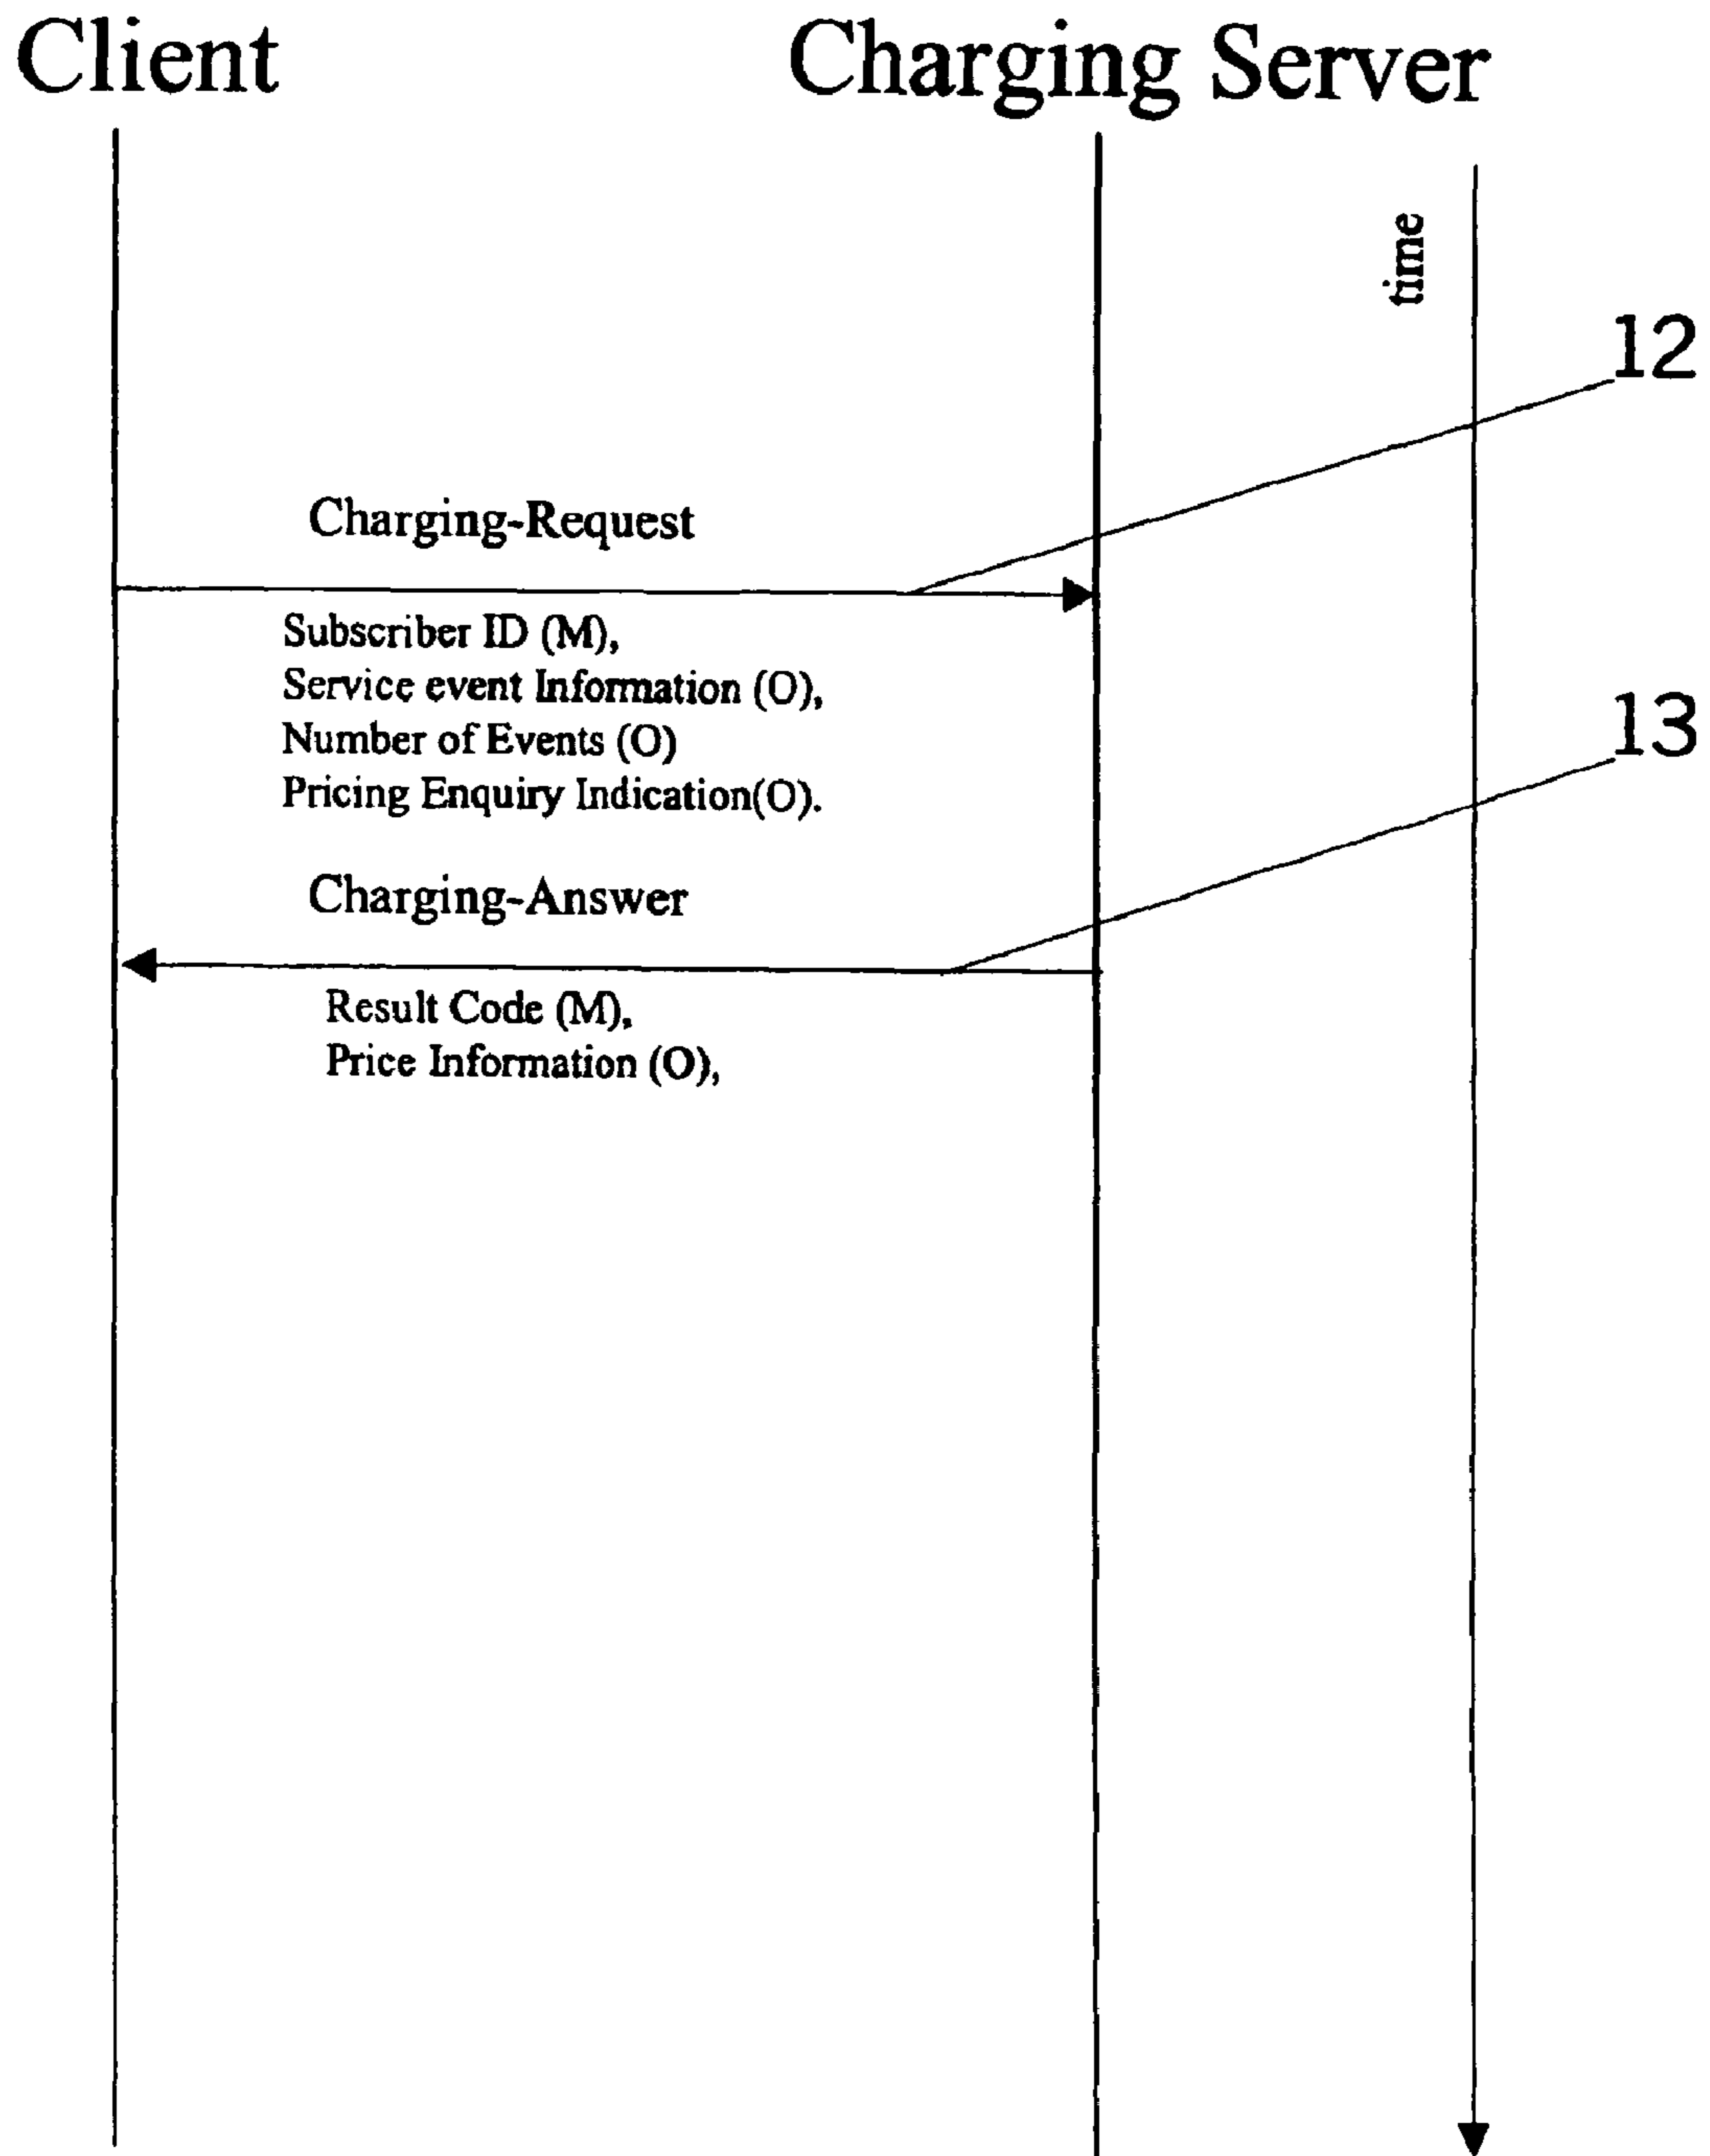 Client
Charging Server
time
12
Charging-Request
Subscriber ID (M),
Service event Information (O),
Number of Events (O)
Pricing Enquiry Indication(O).
13
Charging-Answer
Result Code (M),
Price Information (O),